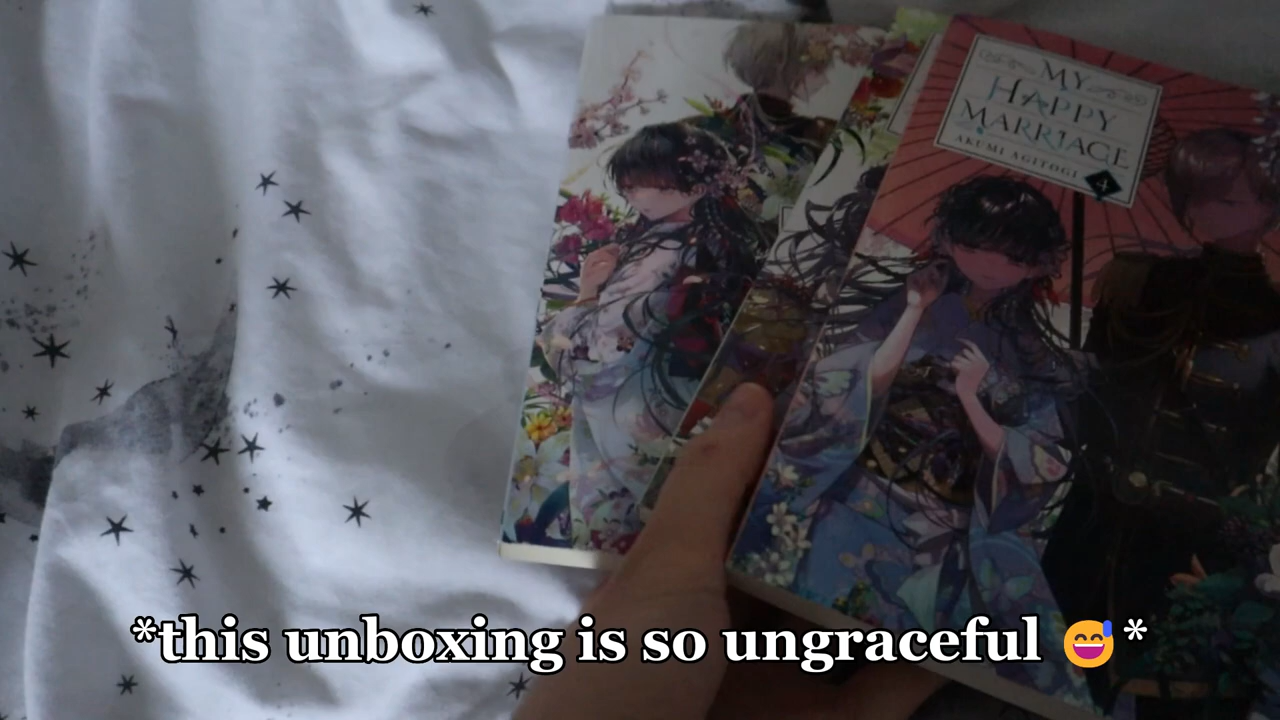 MY
HAPPY
MARRIAGE
AKUMI AGITOGI
4
*this unboxing is so ungraceful 😅*